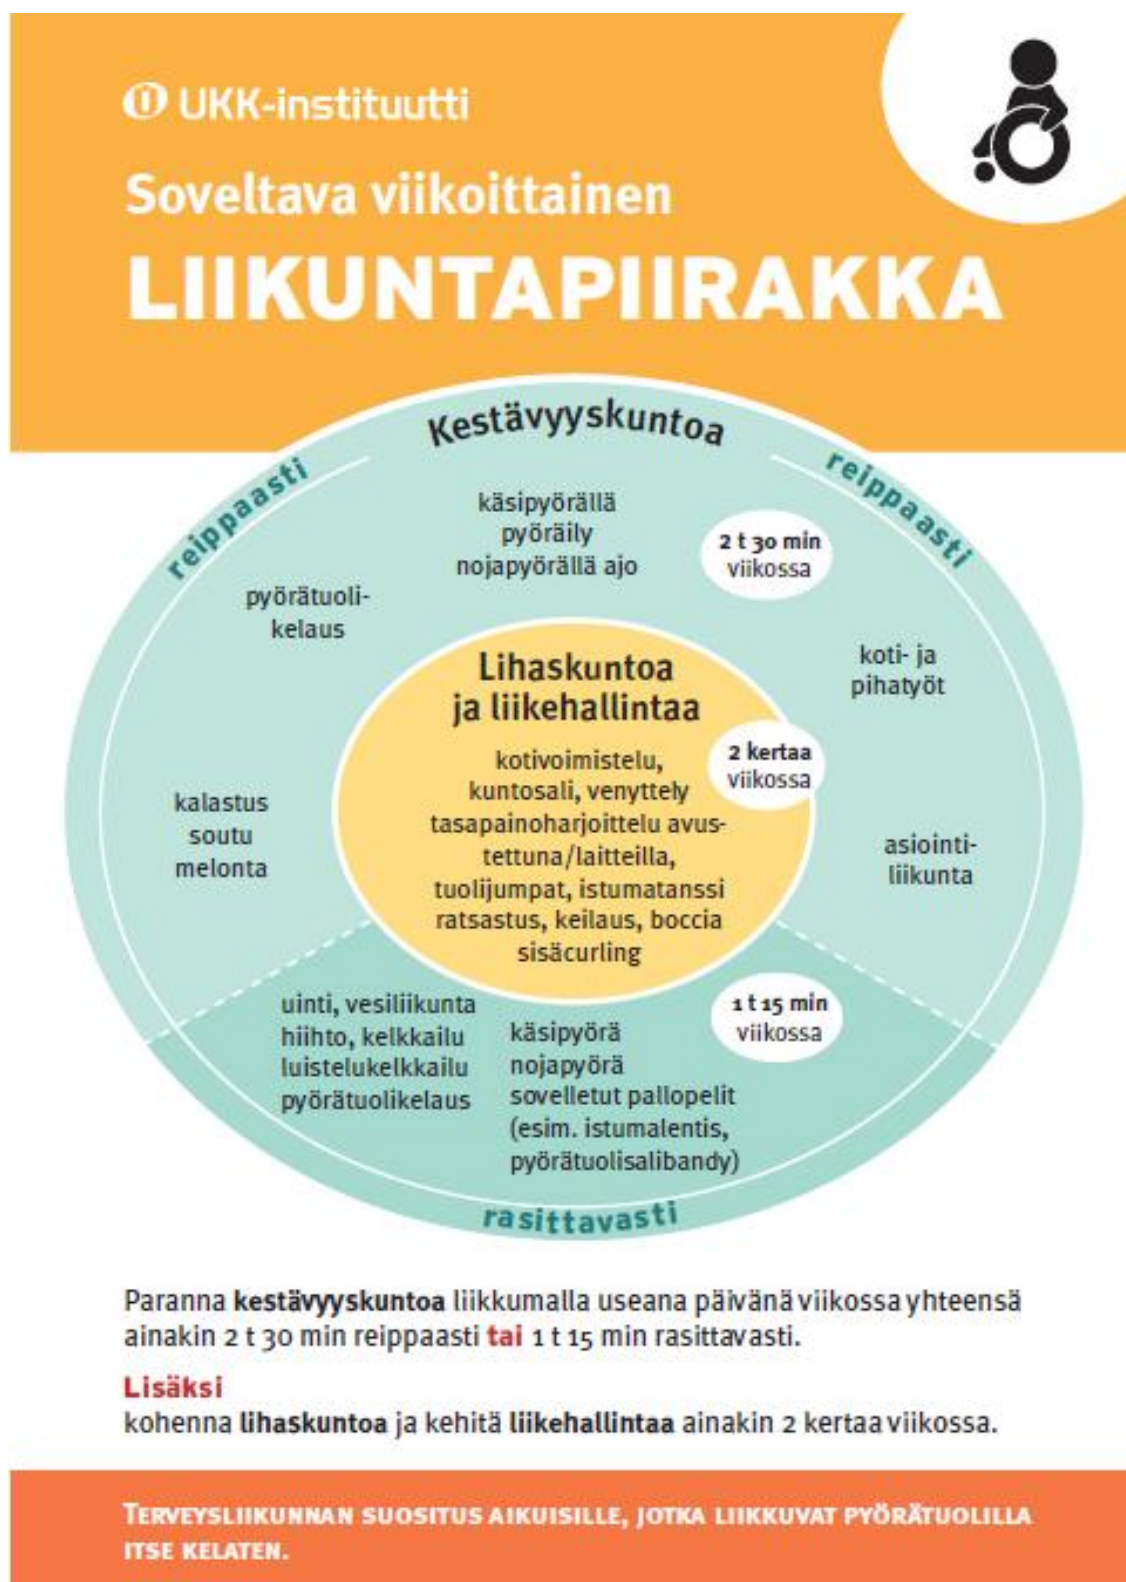 UKK-instituutti
Soveltava viikoittainen
LIIKUNTAPIIRAKKA
Kestävyyskuntoa
reippaasti
reippaasti
käsipyörällä
pyöräily
nojapyörällä ajo
2 t 30 min
viikossa
pyörätuoli-
kelaus
koti- ja
pihatyöt
Lihaskuntoa
ja liikehallintaa
2 kertaa
viikossa
kotivoimistelu,
kuntosali, venyttely
tasapainoharjoittelu avus-
tettuna/laitteilla,
tuolijumpat, istumatanssi
ratsastus, keilaus, boccia
sisäcurling
kalastus
soutu
melonta
asiointi-
liikunta
uinti, vesiliikunta
hiihto, kelkkailu
luistelukelkkailu
pyörätuolikelaus
käsipyörä
nojapyörä
sovelletut pallopelit
(esim. istumalentis,
pyörätuolisalibandy)
1 t 15 min
viikossa
rasittavasti
Paranna kestävyyskuntoa liikkumalla useana päivänä viikossa yhteensä
ainakin 2 t 30 min reippaasti tai 1 t 15 min rasittavasti.
Lisäksi
kohenna lihaskuntoa ja kehitä liikehallintaa ainakin 2 kertaa viikossa.
TERVEYSLIIKUNNAN SUOSITUS AIKUISILLE, JOTKA LIIKKUVAT PYÖRÄTUOLILLA
ITSE KELATEN.